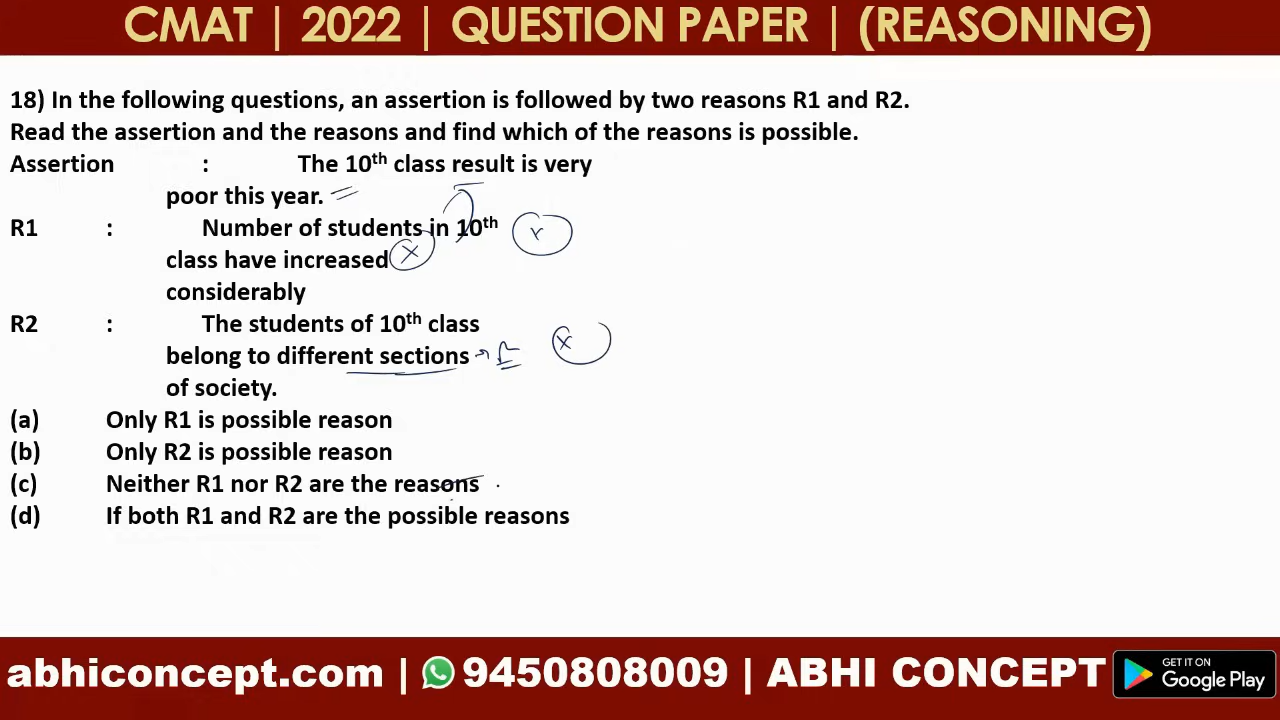 CMAT | 2022 | QUESTION PAPER | (REASONING)
18) In the following questions, an assertion is followed by two reasons R1 and R2.
Read the assertion and the reasons and find which of the reasons is possible.
Assertion : The 10th class result is very
poor this year.
R1 : Number of students in 10th
class have increased
considerably
R2 : The students of 10th class
belong to different sections
of society.
(a) Only R1 is possible reason
(b) Only R2 is possible reason
(c) Neither R1 nor R2 are the reasons
(d) If both R1 and R2 are the possible reasons
abhiconcept.com | 9450808009 | ABHI CONCEPT
GET IT ON
Google Play